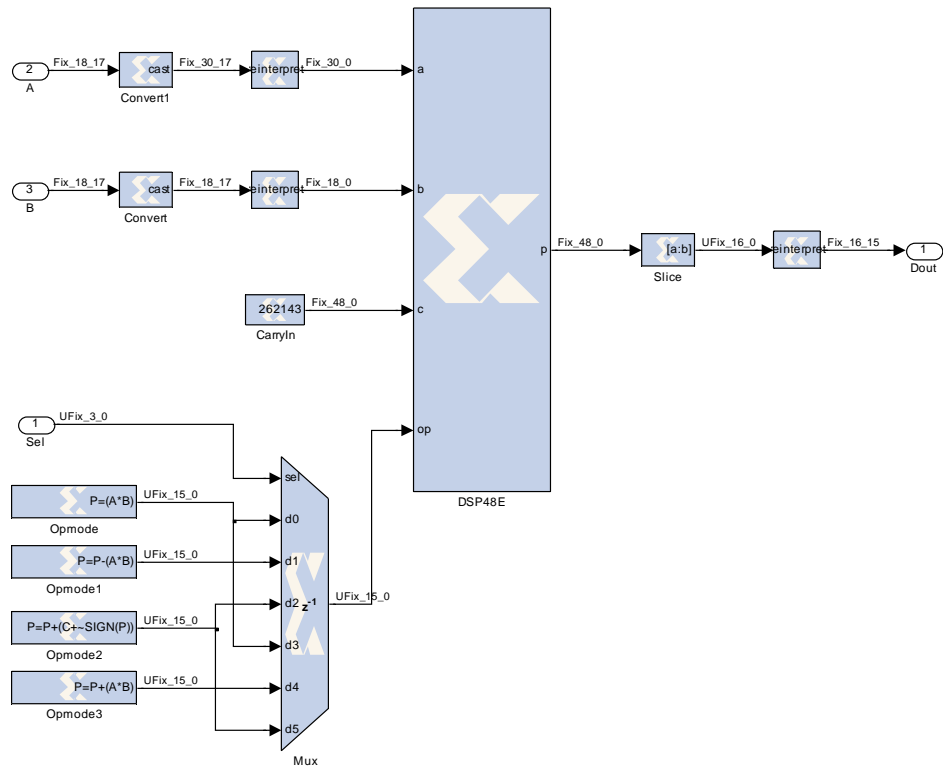 2
A
Fix_18_17
cast
Convert1
Fix_30_17
einterpret
Fix_30_0
a
3
B
Fix_18_17
cast
Convert
Fix_18_17
einterpret
Fix_18_0
b
262143
CarryIn
Fix_48_0
c
op
p
DSP48E
Fix_48_0
[a:b]
Slice
UFix_16_0
einterpret
Fix_16_15
1
Dout
1
Sel
UFix_3_0
P=(A*B)
Opmode
UFix_15_0
P=P-(A*B)
Opmode1
UFix_15_0
P=P+(C+~SIGN(P))
Opmode2
UFix_15_0
P=P+(A*B)
Opmode3
UFix_15_0
sel
d0
d1
d2
d3
d4
d5
z-1
Mux
UFix_15_0